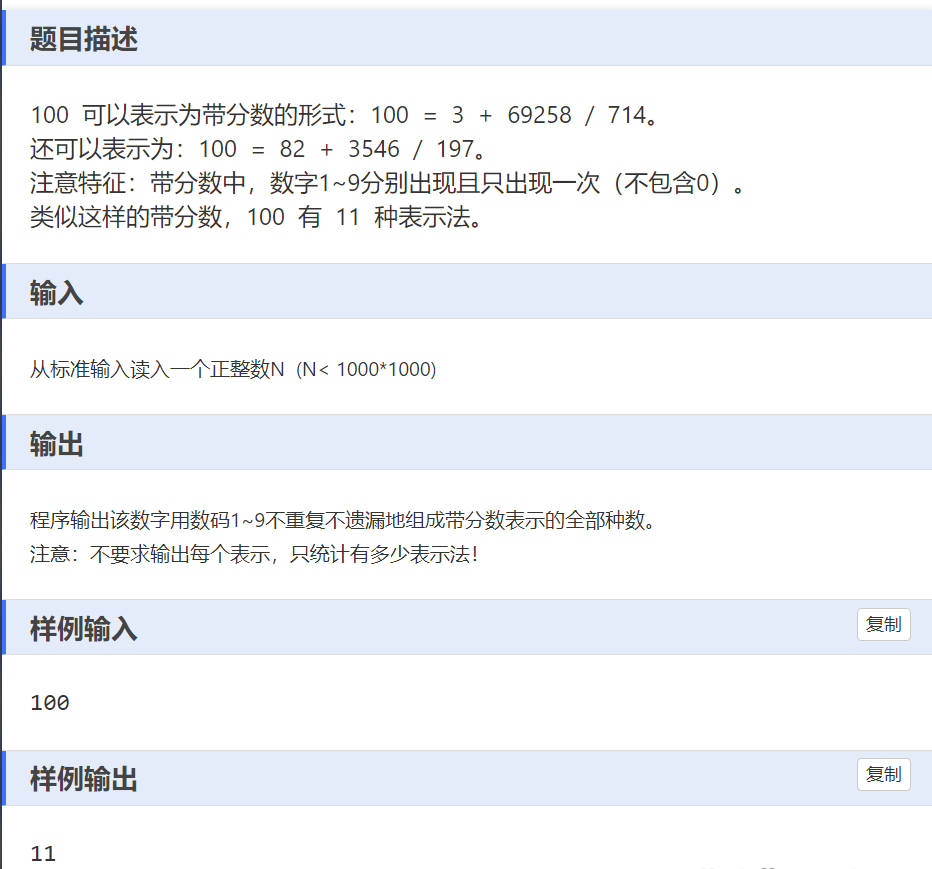 题目描述
100 可以表示为带分数的形式：100 = 3 + 69258 / 714。
还可以表示为：100 = 82 + 3546 / 197。
注意特征：带分数中，数字1~9分别出现且只出现一次（不包含0）。
类似这样的带分数，100 有 11 种表示法。
输入
从标准输入读入一个正整数N (N< 1000*1000)
输出
程序输出该数字用数码1~9不重复不遗漏地组成带分数表示的全部种数。
注意：不要求输出每个表示，只统计有多少表示法！
样例输入
复制
100
样例输出
复制
11